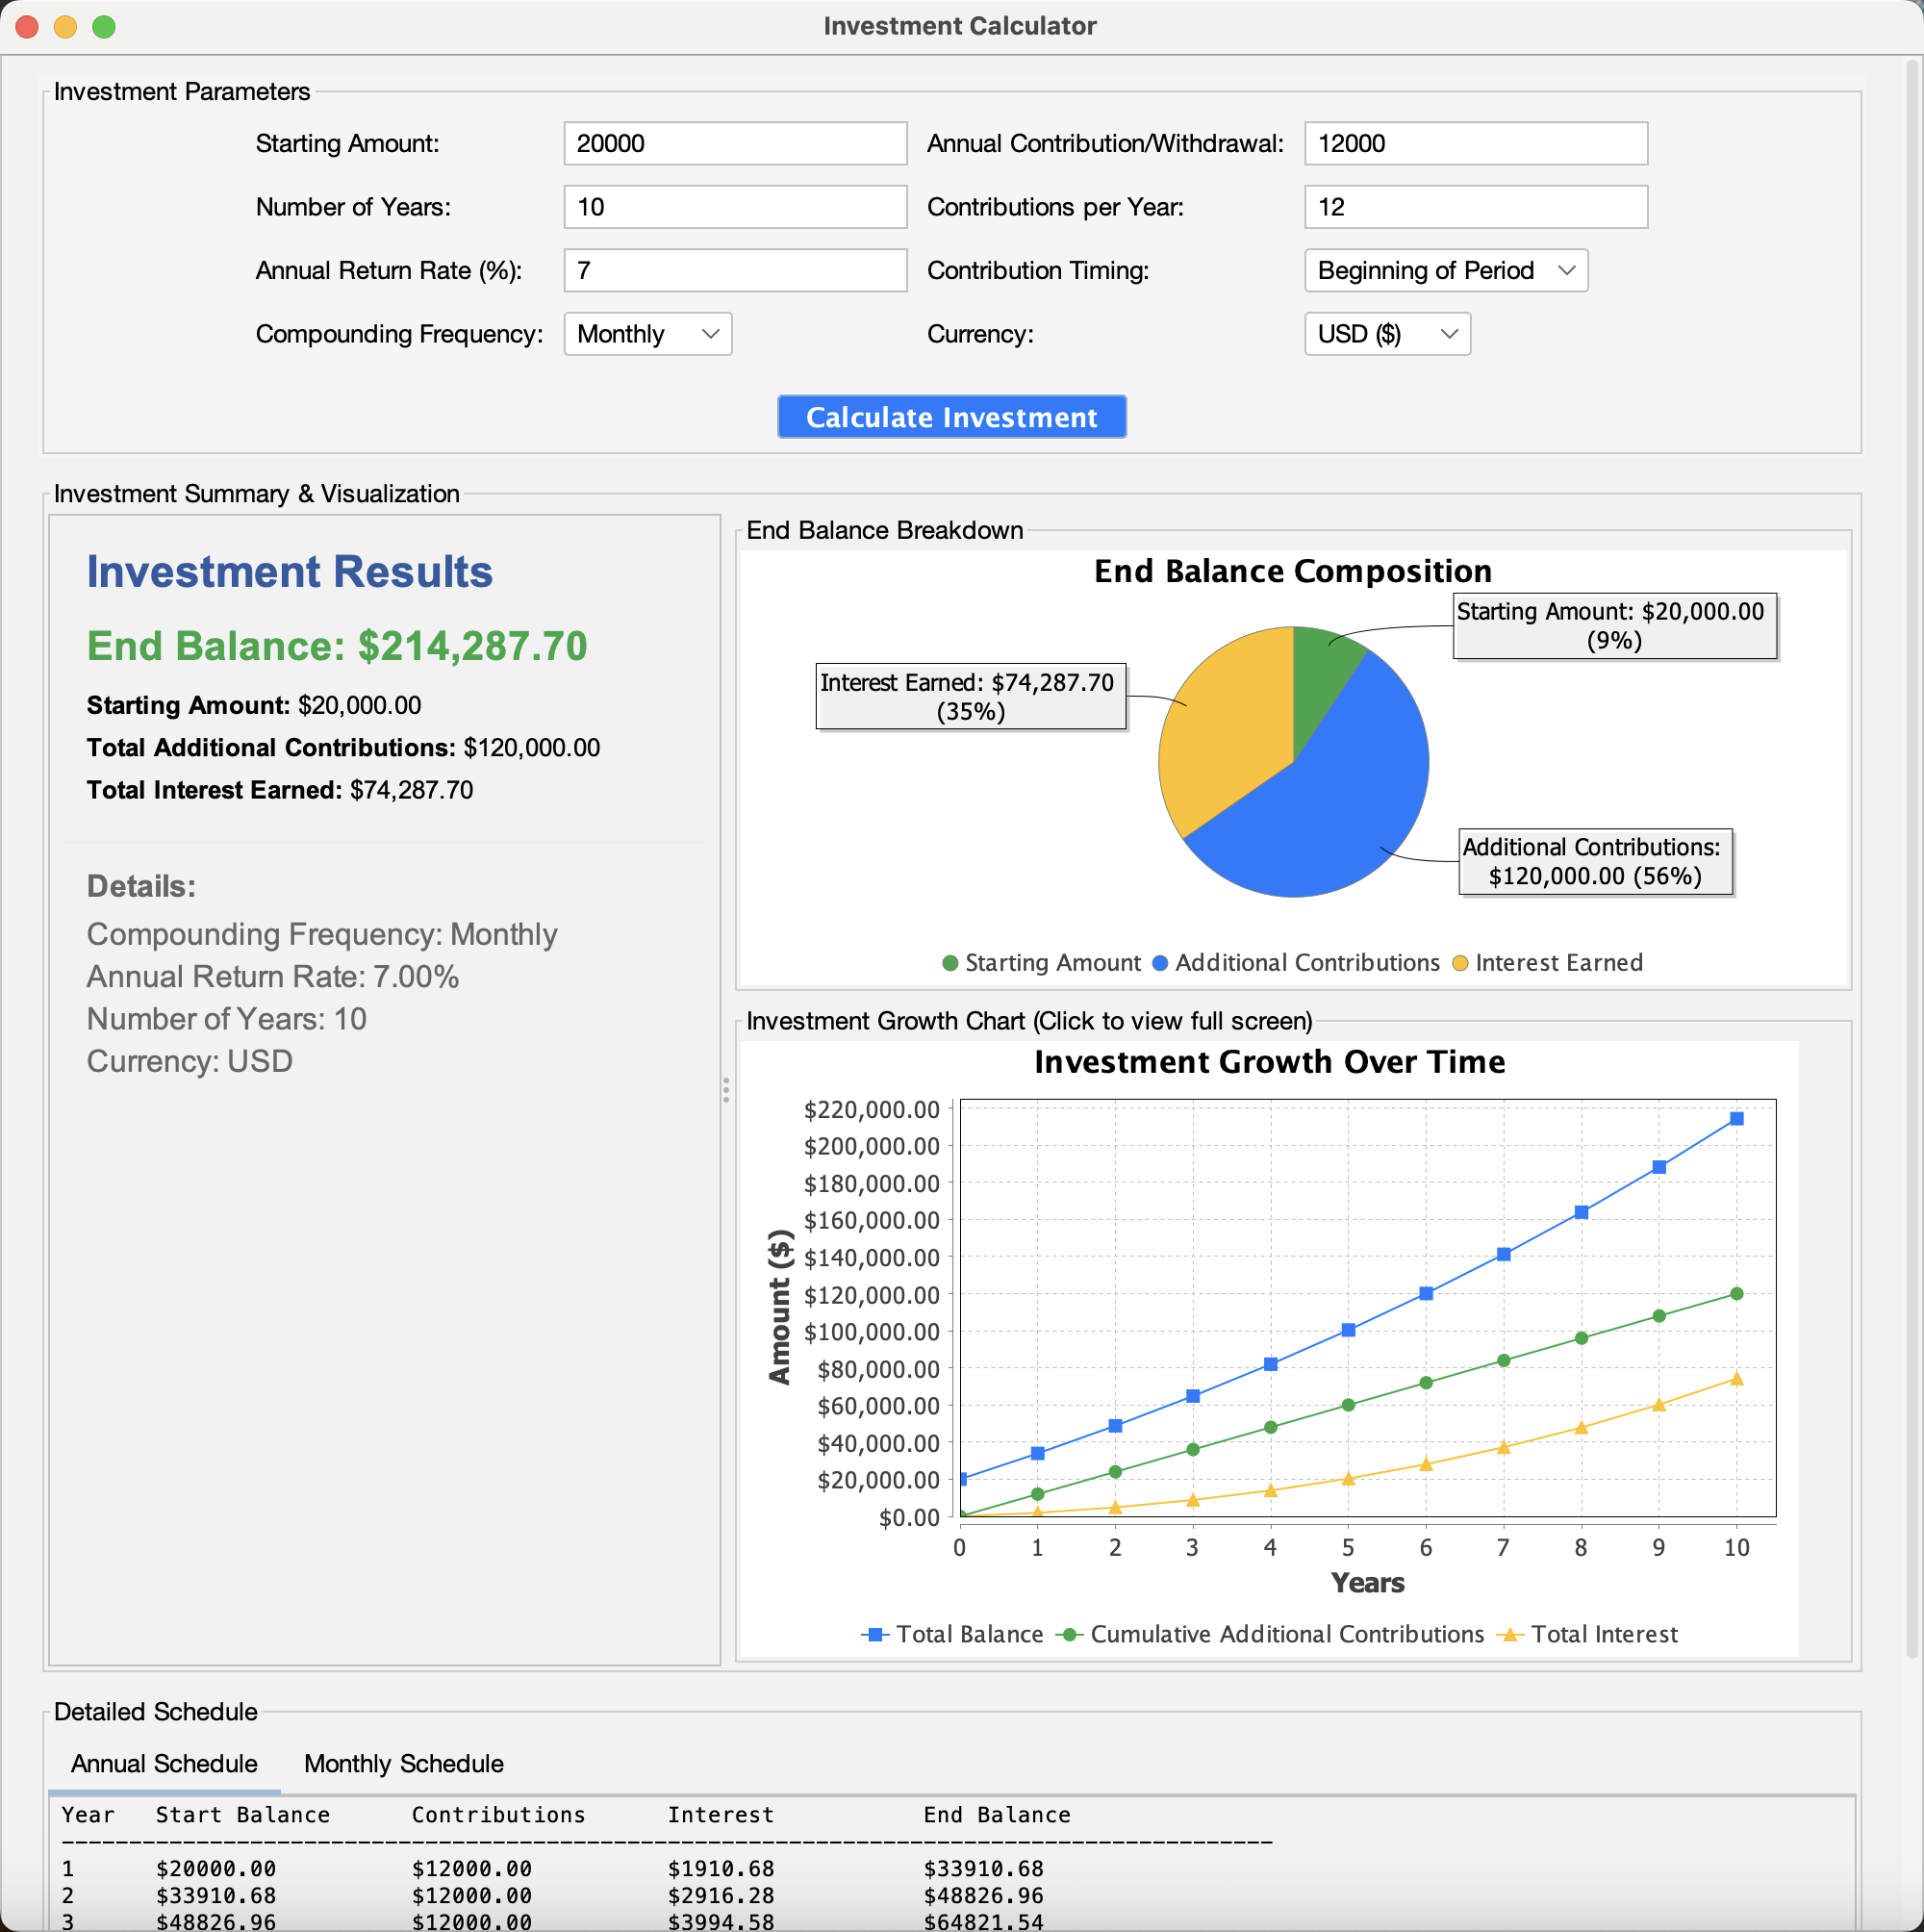 Investment Calculator
Investment Parameters
Starting Amount: 20000 Annual Contribution/Withdrawal: 12000
Number of Years: 10 Contributions per Year: 12
Annual Return Rate (%): 7 Contribution Timing: Beginning of Period
Compounding Frequency: Monthly Currency: USD ($)
Calculate Investment
Investment Summary & Visualization
Investment Results
End Balance: $214,287.70
Starting Amount: $20,000.00
Total Additional Contributions: $120,000.00
Total Interest Earned: $74,287.70
Details:
Compounding Frequency: Monthly
Annual Return Rate: 7.00%
Number of Years: 10
Currency: USD
End Balance Breakdown
End Balance Composition
Starting Amount: $20,000.00
(9%)
Interest Earned: $74,287.70
(35%)
Additional Contributions:
$120,000.00 (56%)
Starting Amount Additional Contributions Interest Earned
Investment Growth Chart (Click to view full screen)
Investment Growth Over Time
Amount ($)
$220,000.00
$200,000.00
$180,000.00
$160,000.00
$140,000.00
$120,000.00
$100,000.00
$80,000.00
$60,000.00
$40,000.00
$20,000.00
$0.00
0 1 2 3 4 5 6 7 8 9 10
Years
Total Balance Cumulative Additional Contributions Total Interest
Detailed Schedule
Annual Schedule Monthly Schedule
Year Start Balance Contributions Interest End Balance
------------------------------------------------------------------------------------------
1 $20000.00 $12000.00 $1910.68 $33910.68
2 $33910.68 $12000.00 $2916.28 $48826.96
3 $48826.96 $12000.00 $3994.58 $64821.54